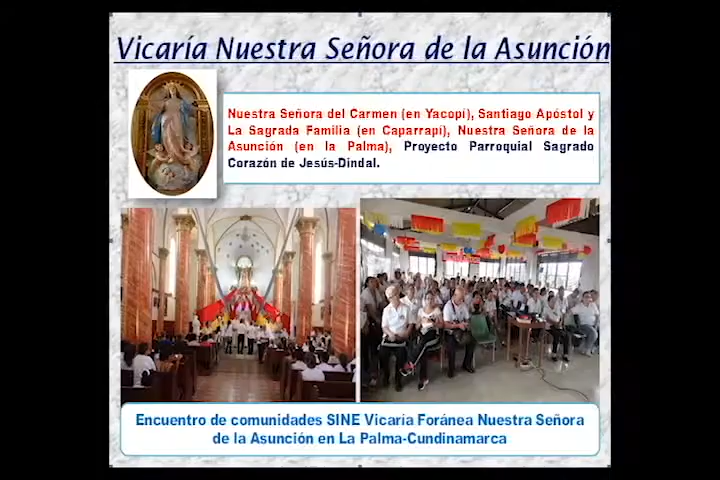 Vicaría Nuestra Señora de la Asunción
Nuestra Señora del Carmen (en Yacopí), Santiago Apóstol y
La Sagrada Familia (en Caparrapí), Nuestra Señora de la
Asunción (en la Palma), Proyecto Parroquial Sagrado
Corazón de Jesús-Dindal.
Encuentro de comunidades SINE Vicaría Foránea Nuestra Señora
de la Asunción en La Palma-Cundinamarca